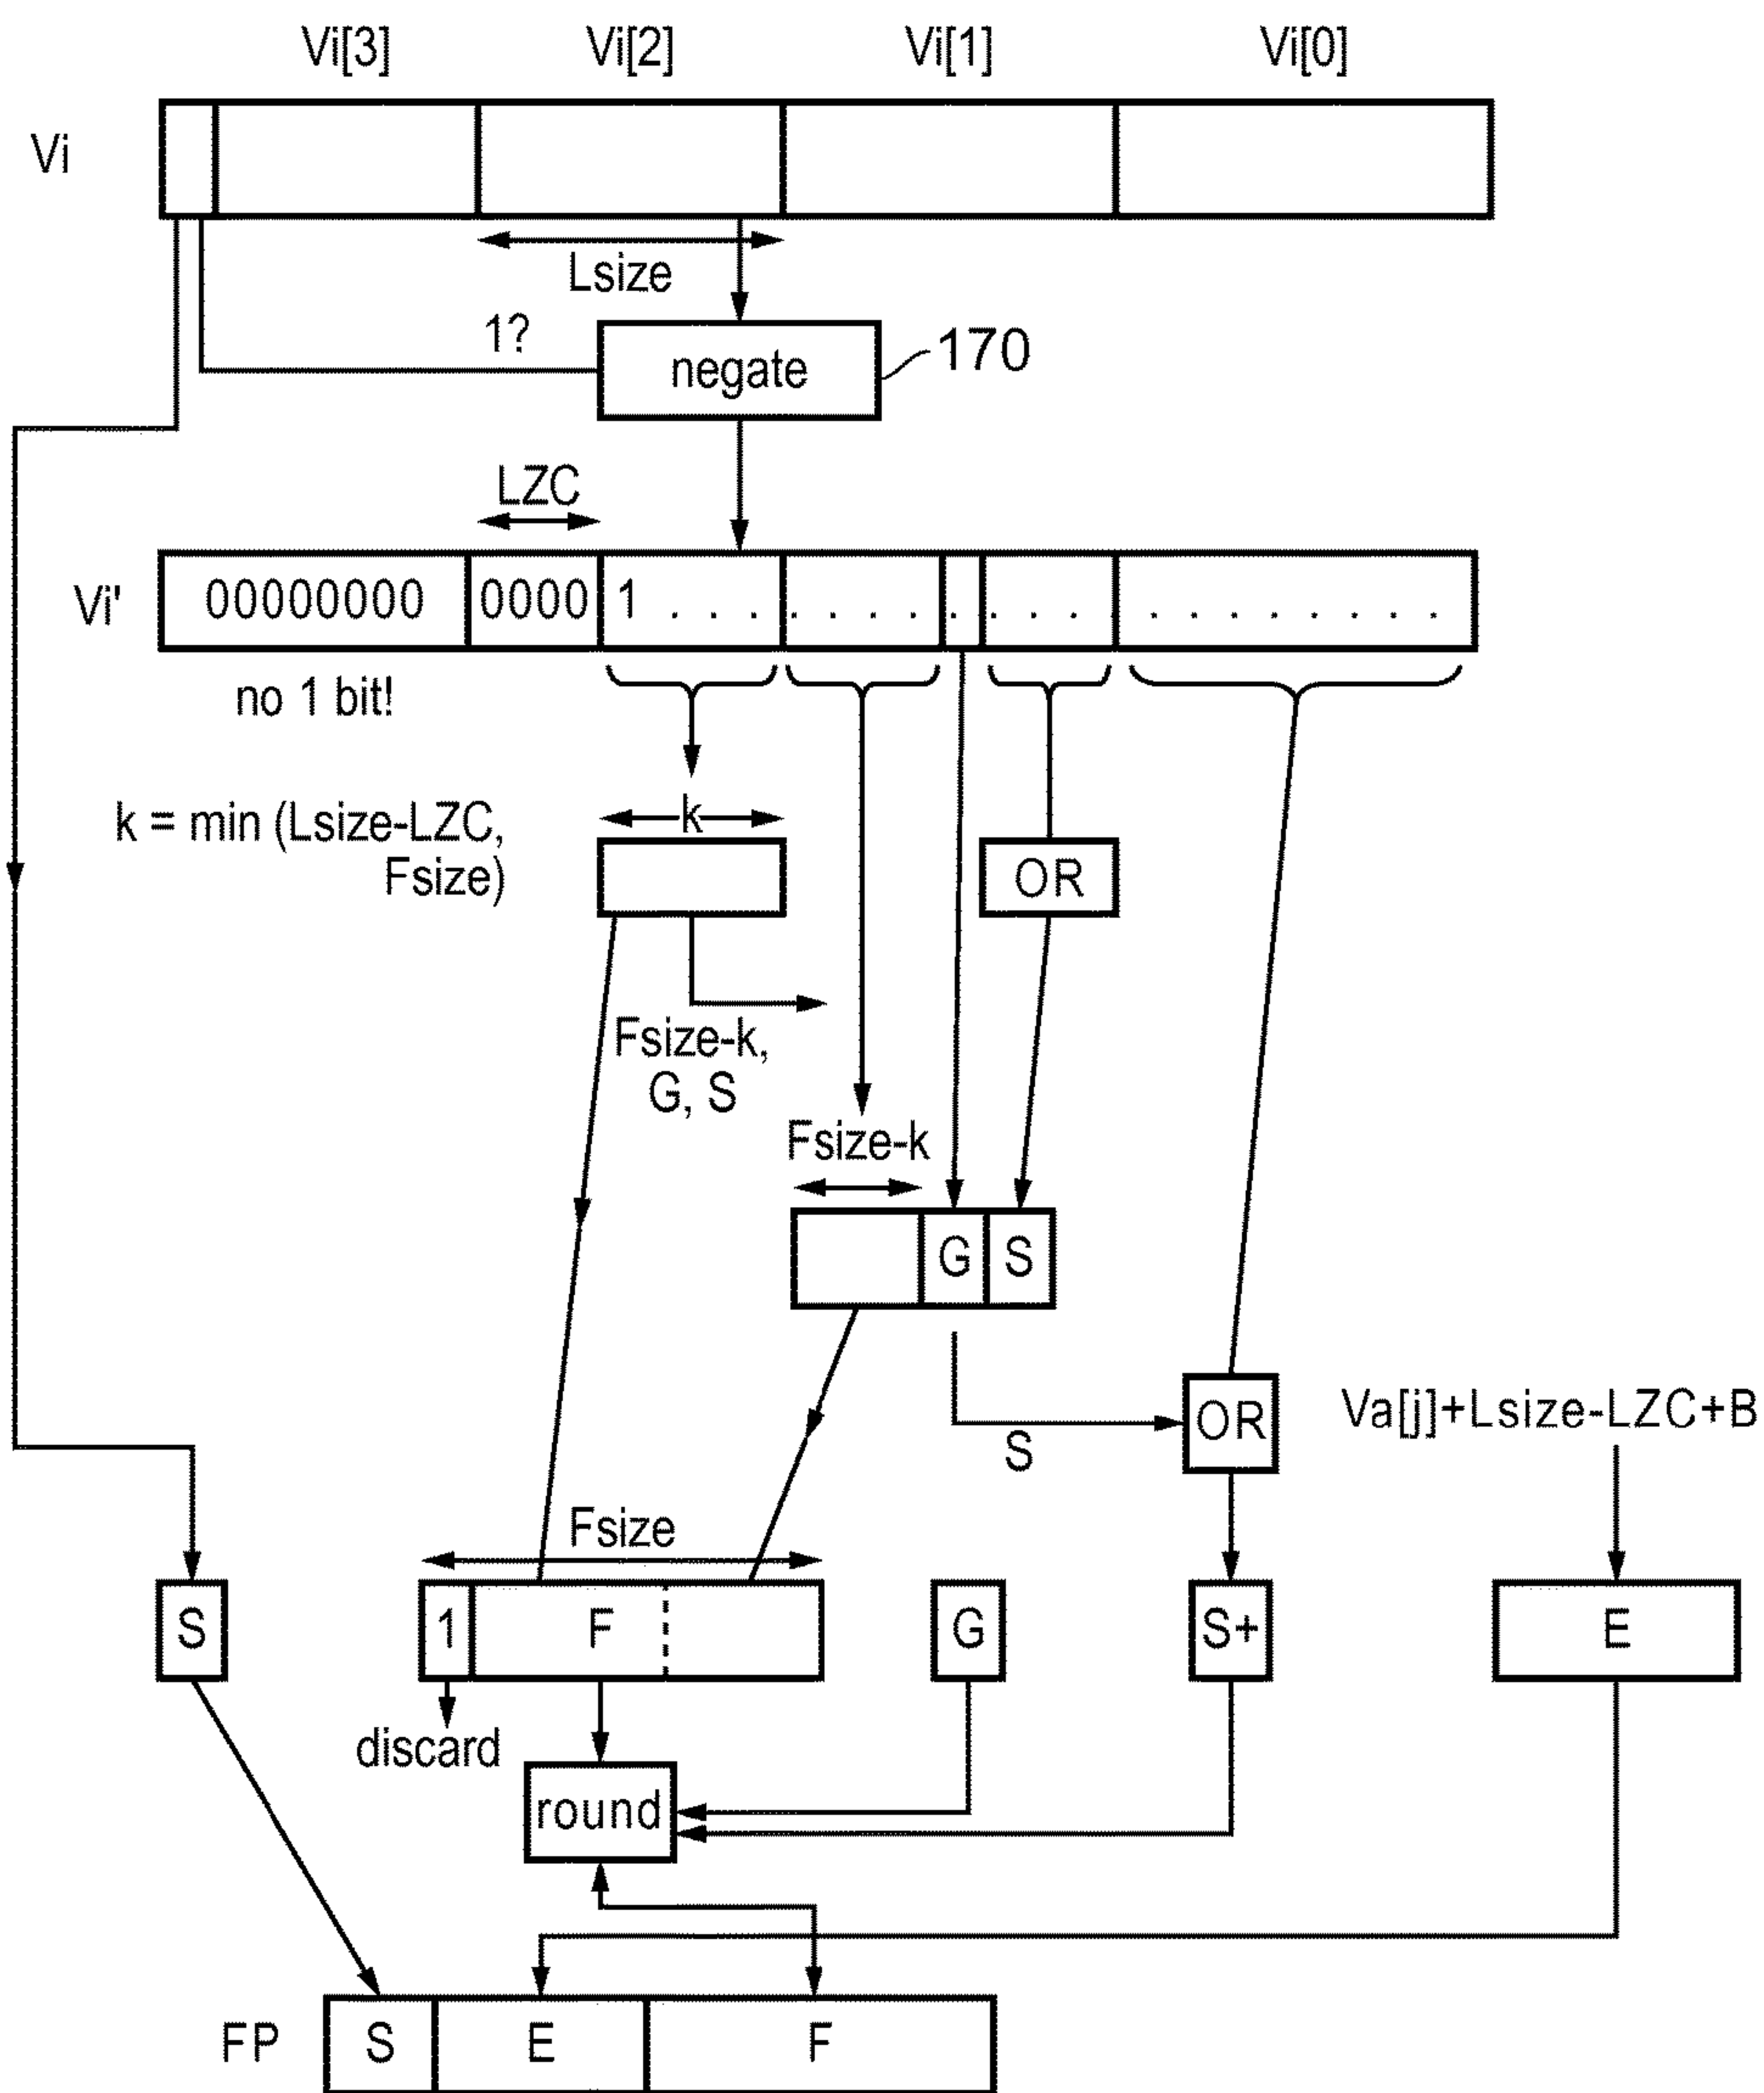 Vi[3] Vi[2] Vi[1] Vi[0]
Vi
Lsize
1?
negate
170
LZC
Vi'
00000000 0000 1 . . . . . . . . . . . . . . . . . . .
no 1 bit!
k = min (Lsize-LZC,
Fsize)
k
OR
Fsize-k,
G, S
Fsize-k
G S
S
OR
Va[j]+Lsize-LZC+B
Fsize
S 1 F G S+ E
discard
round
FP S E F